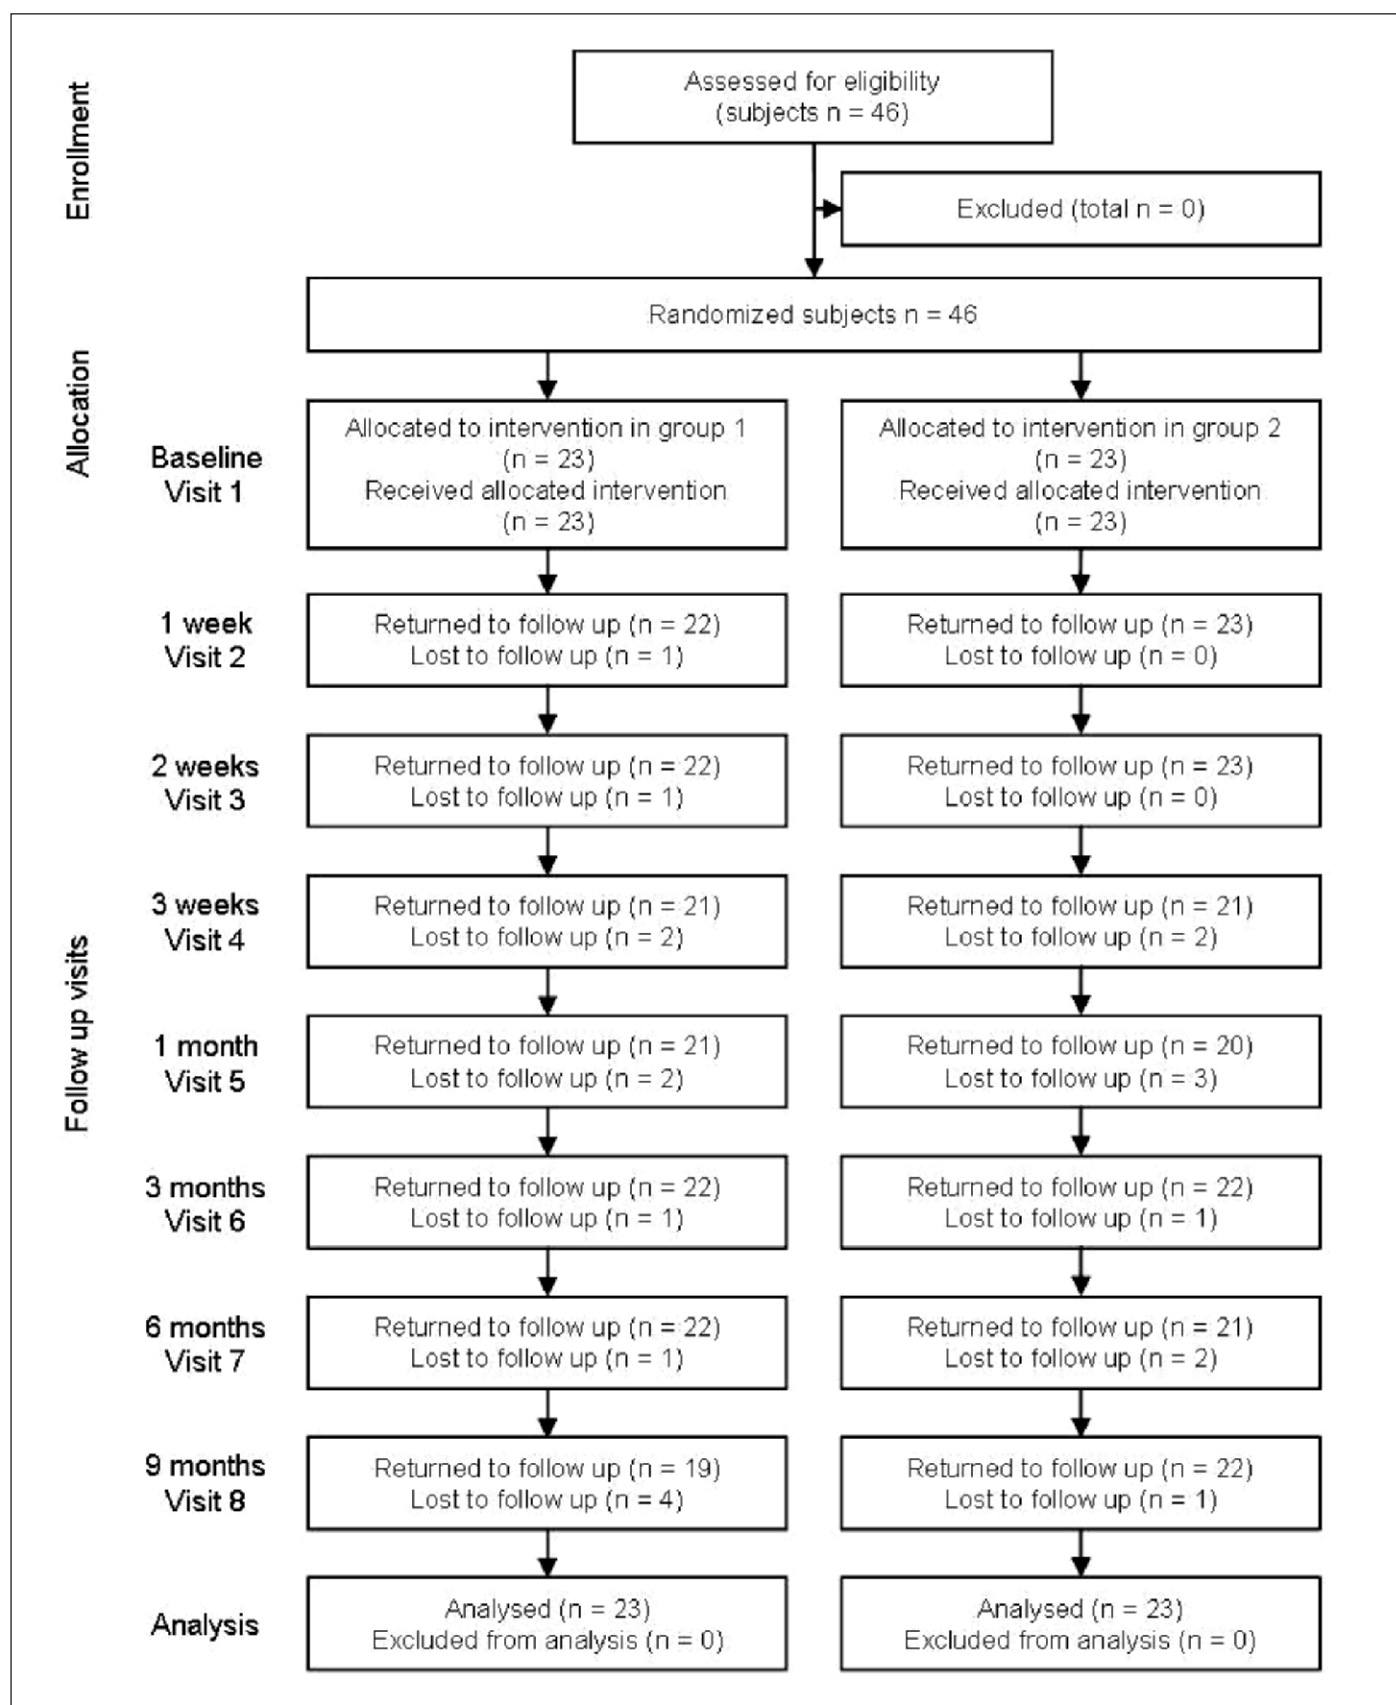 Enrollment
Assessed for eligibility
(subjects n = 46)
Excluded (total n = 0)
Randomized subjects n = 46
Allocation
Baseline
Visit 1
Allocated to intervention in group 1
(n = 23)
Received allocated intervention
(n = 23)
Allocated to intervention in group 2
(n = 23)
Received allocated intervention
(n = 23)
Follow up visits
1 week
Visit 2
Returned to follow up (n = 22)
Lost to follow up (n = 1)
Returned to follow up (n = 23)
Lost to follow up (n = 0)
2 weeks
Visit 3
Returned to follow up (n = 22)
Lost to follow up (n = 1)
Returned to follow up (n = 23)
Lost to follow up (n = 0)
3 weeks
Visit 4
Returned to follow up (n = 21)
Lost to follow up (n = 2)
Returned to follow up (n = 21)
Lost to follow up (n = 2)
1 month
Visit 5
Returned to follow up (n = 21)
Lost to follow up (n = 2)
Returned to follow up (n = 20)
Lost to follow up (n = 3)
3 months
Visit 6
Returned to follow up (n = 22)
Lost to follow up (n = 1)
Returned to follow up (n = 22)
Lost to follow up (n = 1)
6 months
Visit 7
Returned to follow up (n = 22)
Lost to follow up (n = 1)
Returned to follow up (n = 21)
Lost to follow up (n = 2)
9 months
Visit 8
Returned to follow up (n = 19)
Lost to follow up (n = 4)
Returned to follow up (n = 22)
Lost to follow up (n = 1)
Analysis
Analysed (n = 23)
Excluded from analysis (n = 0)
Analysed (n = 23)
Excluded from analysis (n = 0)